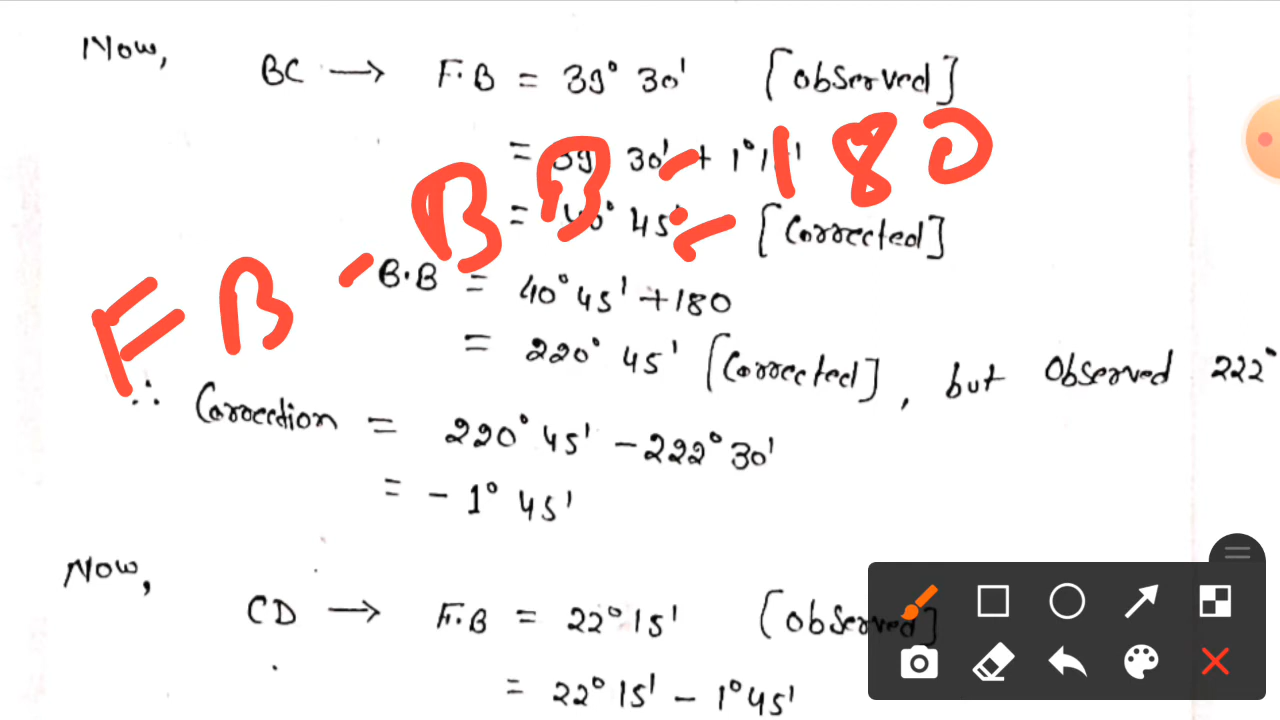 Now,
BC → F.B = 39° 30' [observed]
= 39° 30' + 1° 1'
FB - BB = 180
= 40° 45' [Corrected]
B.B = 40° 45' + 180
= 220° 45' [Corrected], but Observed 222°
∴ Correction = 220° 45' - 222° 30'
= - 1° 45'
Now,
CD → F.B = 22° 15' [observed]
= 22° 15' - 1° 45'